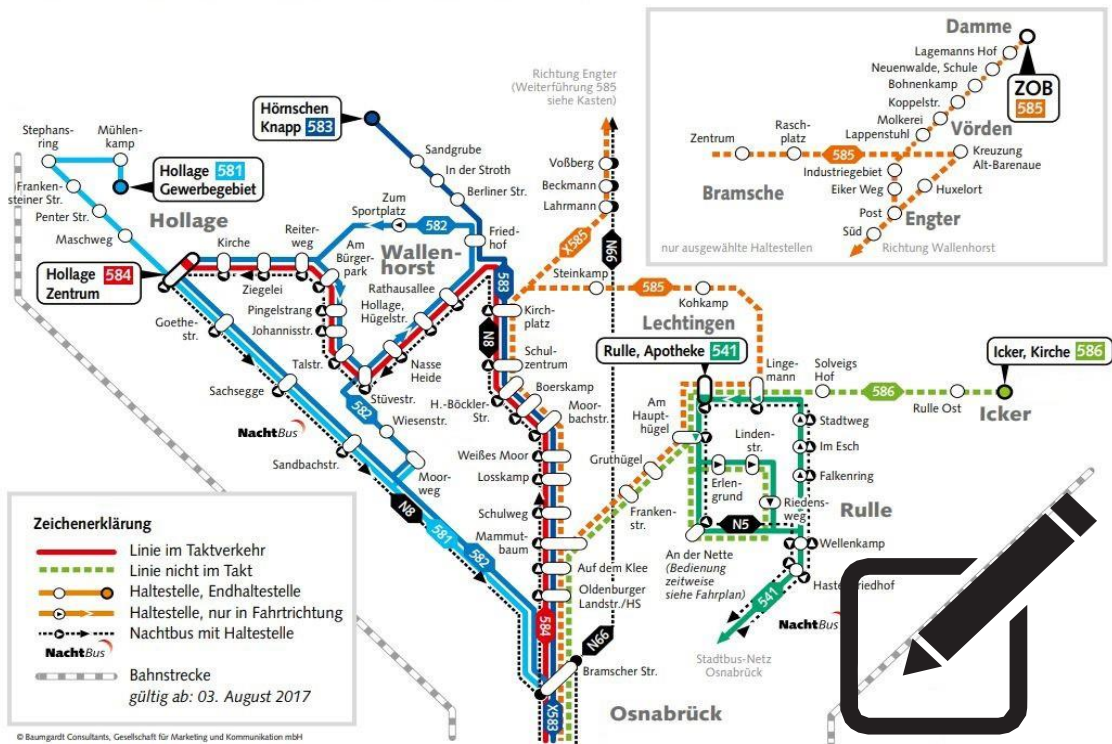 Damme
Lagemanns Hof
Neuenwalde, Schule
Bohnenkamp
Koppelstr.
Molkerei
Lappenstuhl
ZOB
585
Vörden
Zentrum
Rasch-
platz
585
Kreuzung
Alt-Barenaue
Industriegebiet
Eiker Weg
Huxelort
Bramsche
Post
Engter
Süd
nur ausgewählte Haltestellen
Richtung Wallenhorst
Richtung Engter
(Weiterführung 585
siehe Kasten)
Hörnschen
Knapp 583
Stephans-
ring
Mühlen-
kamp
Hollage 581
Gewerbegebiet
Franken-
steiner Str.
Penter Str.
Maschweg
Hollage
Hollage 584
Zentrum
Sandgrube
In der Stroth
Berliner Str.
Zum
Sportplatz
582
Fried-
hof
Wallen-
horst
Kirche
Reiter-
weg
Am
Bürger-
park
Ziegelei
Rathausallee
Pingelstrang
Hollage,
Hügelstr.
Johannisstr.
Goethe-
str.
Talstr.
Nasse
Heide
Stüvestr.
Sachsegge
582
Wiesenstr.
NachtBus
Sandbachstr.
Moor-
weg
N8
581
582
Voßberg
Beckmann
Lahrmann
X585
N66
Steinkamp
585
Kohkamp
583
Kirch-
platz
N8
Lechtingen
Schul-
zentrum
Rulle, Apotheke 541
Icker, Kirche 586
Boerskamp
Linge-
mann
Solveigs
Hof
586
Rulle Ost
Icker
H.-Böckler-
Str.
Moor-
bachstr.
Am
Haupt-
hügel
Stadtweg
Linden-
str.
Im Esch
Weißes Moor
Gruthügel
Losskamp
Erlen-
grund
Falkenring
Franken-
str.
Riedens-
weg
Rulle
Schulweg
N5
Mammut-
baum
An der Nette
(Bedienung
zeitweise
siehe Fahrplan)
Wellenkamp
Auf dem Klee
Oldenburger
Landstr./HS
541
NachtBus
584
N66
Bramscher Str.
Stadtbus-Netz
Osnabrück
X583
Osnabrück
Zeichenerklärung
Linie im Taktverkehr
Linie nicht im Takt
Haltestelle, Endhaltestelle
Haltestelle, nur in Fahrtrichtung
Nachtbus mit Haltestelle
NachtBus
Bahnstrecke
gültig ab: 03. August 2017
© Baumgardt Consultants, Gesellschaft für Marketing und Kommunikation mbH